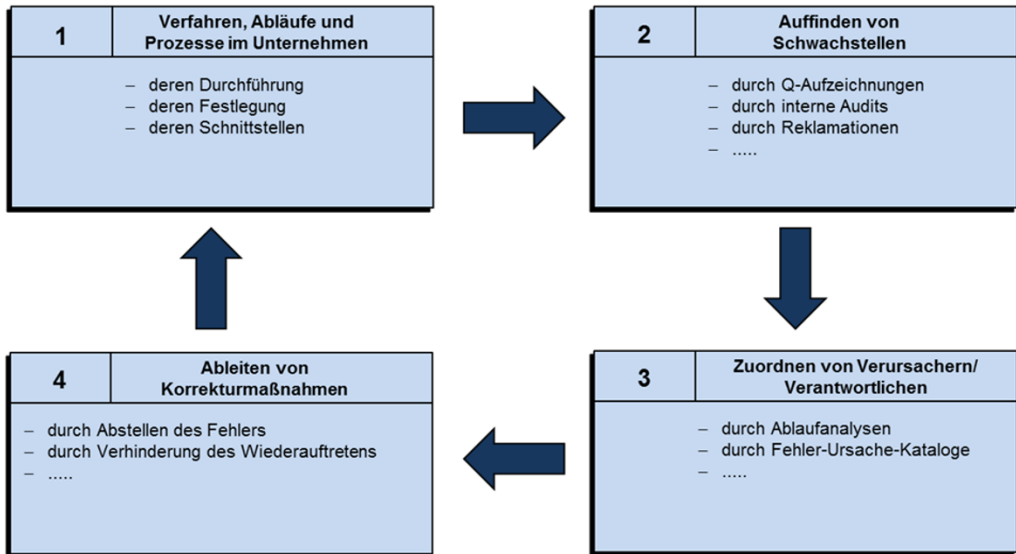 1
Verfahren, Abläufe und
Prozesse im Unternehmen
– deren Durchführung
– deren Festlegung
– deren Schnittstellen
2
Auffinden von
Schwachstellen
– durch Q-Aufzeichnungen
– durch interne Audits
– durch Reklamationen
– .....
3
Zuordnen von Verursachern/
Verantwortlichen
– durch Ablaufanalysen
– durch Fehler-Ursache-Kataloge
– .....
4
Ableiten von
Korrekturmaßnahmen
– durch Abstellen des Fehlers
– durch Verhinderung des Wiederauftretens
– .....